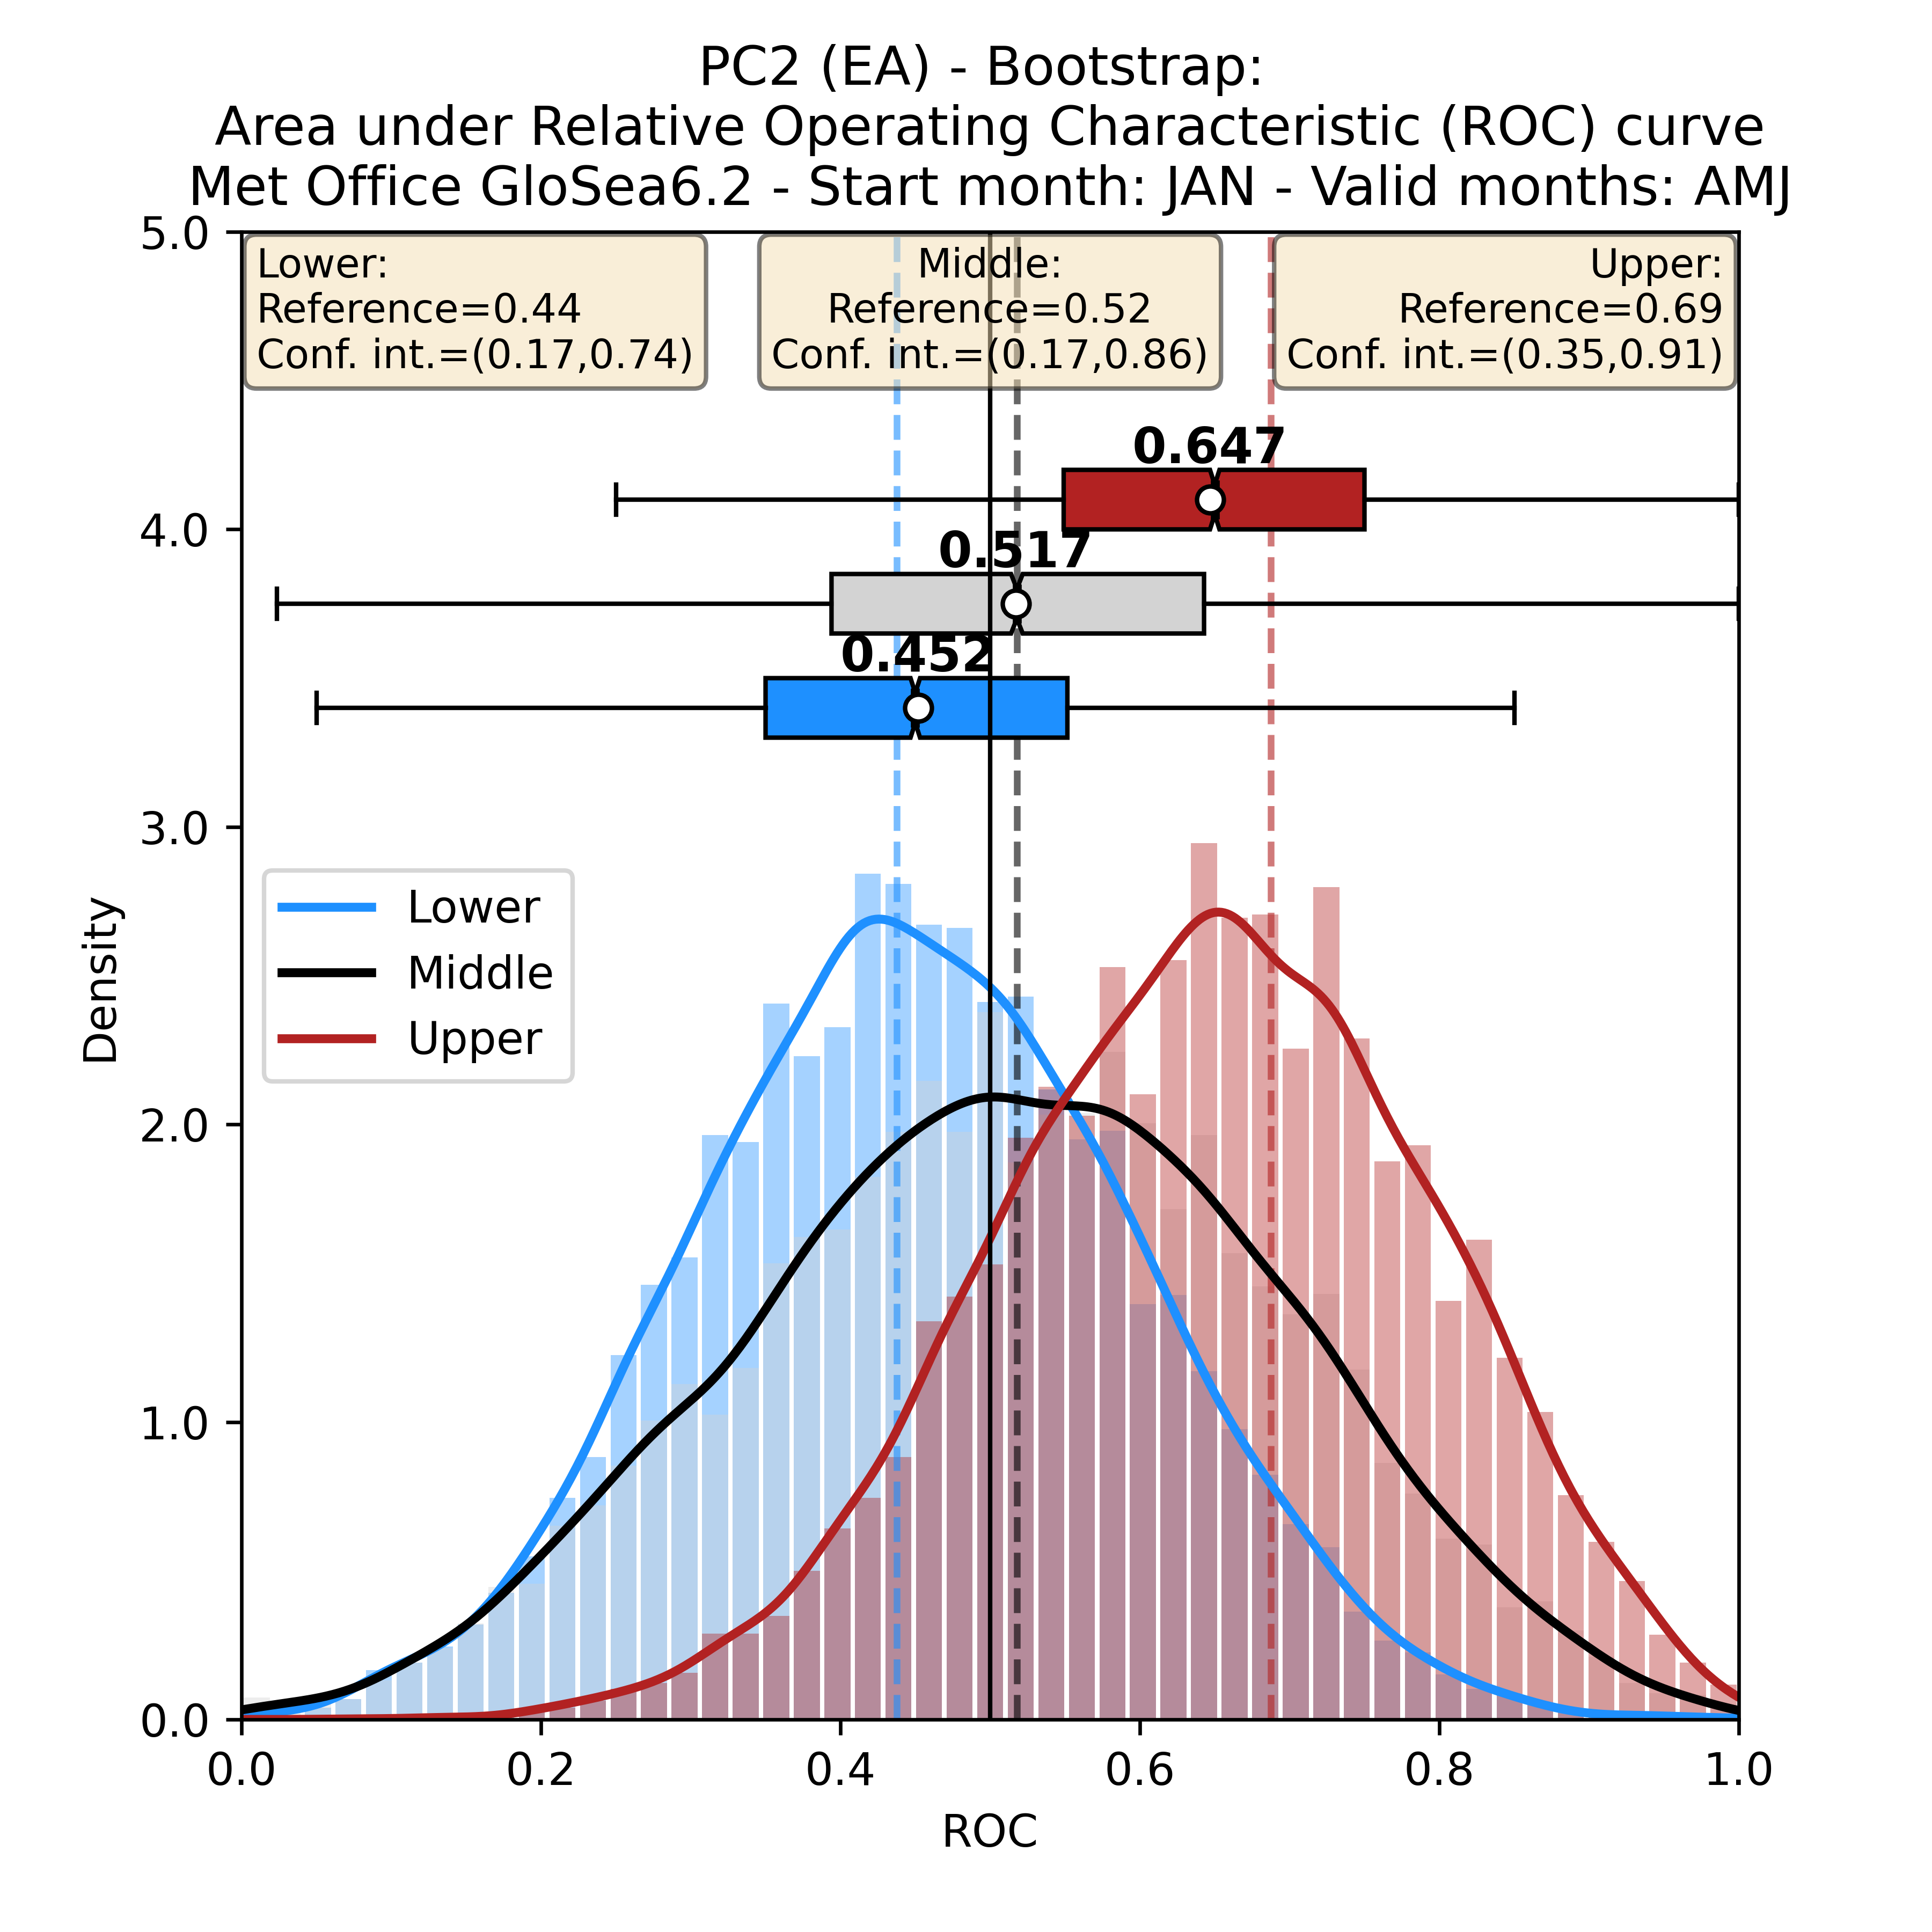 PC2 (EA) - Bootstrap:
Area under Relative Operating Characteristic (ROC) curve
Met Office GloSea6.2 - Start month: JAN - Valid months: AMJ
Lower:
Reference=0.44
Conf. int.=(0.17,0.74)
Middle:
Reference=0.52
Conf. int.=(0.17,0.86)
Upper:
Reference=0.69
Conf. int.=(0.35,0.91)
0.647
0.517
0.452
5.0
4.0
3.0
2.0
1.0
0.0
Density
Lower
Middle
Upper
0.0
0.2
0.4
0.6
0.8
1.0
ROC